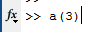 fx >> a(3)